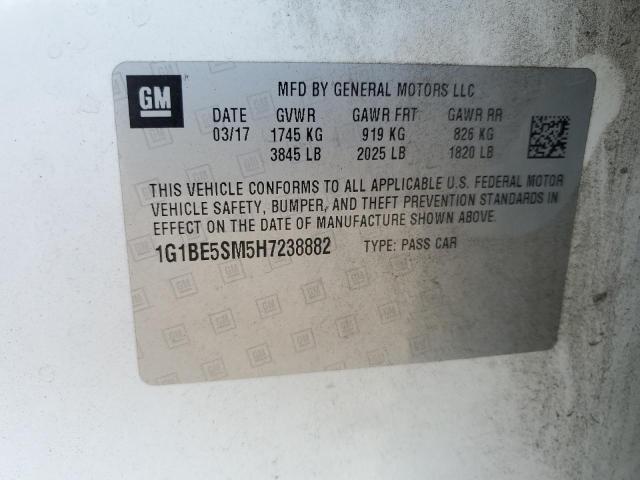 GM
MFD BY GENERAL MOTORS LLC
DATE GVWR GAWR FRT GAWR RR
03/17 1745 KG 919 KG 826 KG
3845 LB 2025 LB 1820 LB
THIS VEHICLE CONFORMS TO ALL APPLICABLE U.S. FEDERAL MOTOR
VEHICLE SAFETY, BUMPER, AND THEFT PREVENTION STANDARDS IN
EFFECT ON THE DATE OF MANUFACTURE SHOWN ABOVE.
1G1BE5SM5H7238882 TYPE: PASS CAR